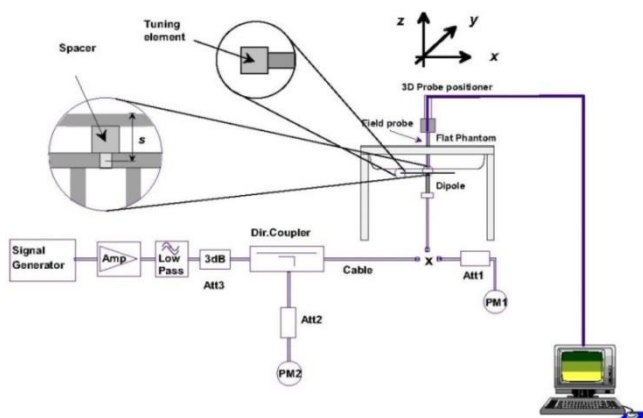 Tuning
element
Spacer
s
z
y
x
3D Probe positioner
Field probe
Flat Phantom
Dipole
Signal
Generator
Amp
Low
Pass
3dB
Att3
Dir.Coupler
Cable
x
Att1
PM1
Att2
PM2